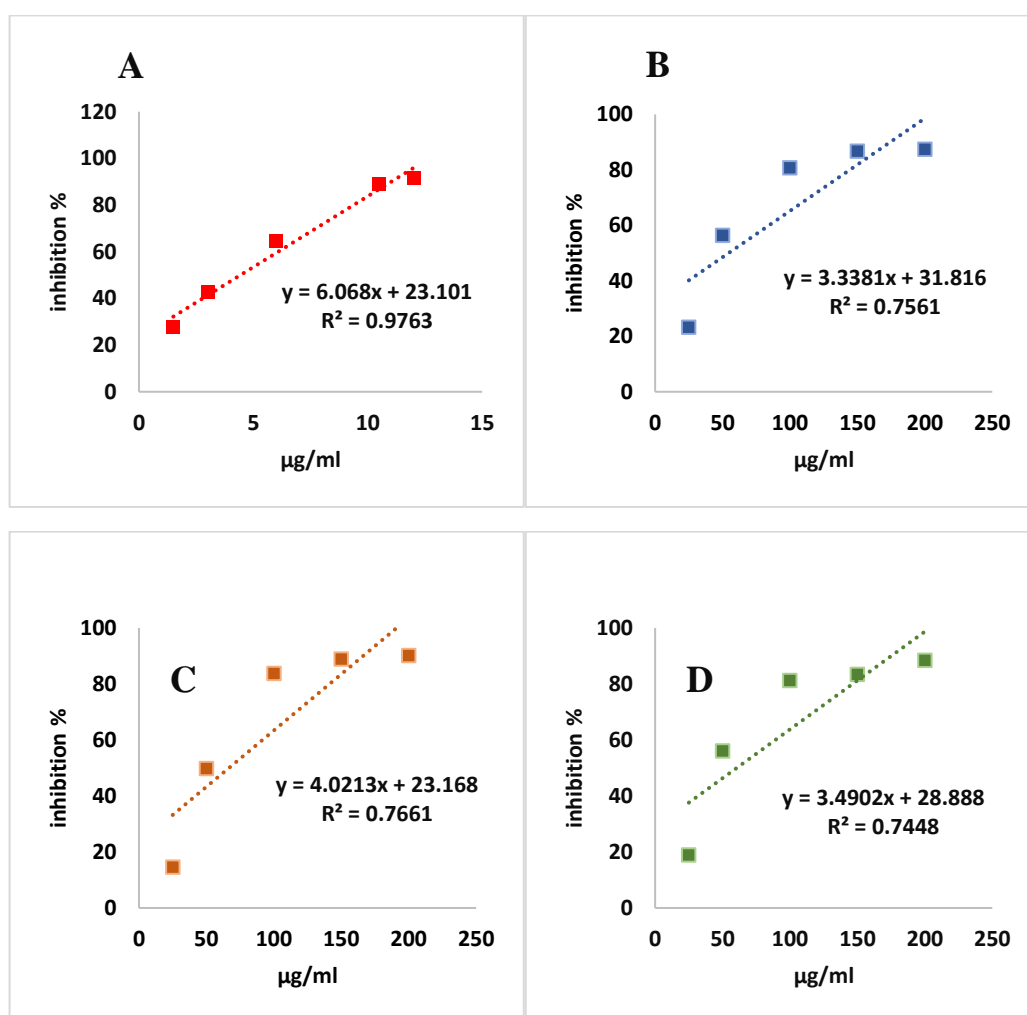 A
120
100
80
60
40
20
0
inhibition %
y = 6.068x + 23.101
R² = 0.9763
0 5 10 15
µg/ml
B
100
80
60
40
20
0
inhibition %
y = 3.3381x + 31.816
R² = 0.7561
0 50 100 150 200 250
µg/ml
C
100
80
60
40
20
0
inhibition %
y = 4.0213x + 23.168
R² = 0.7661
0 50 100 150 200 250
µg/ml
D
100
80
60
40
20
0
inhibition %
y = 3.4902x + 28.888
R² = 0.7448
0 50 100 150 200 250
µg/ml